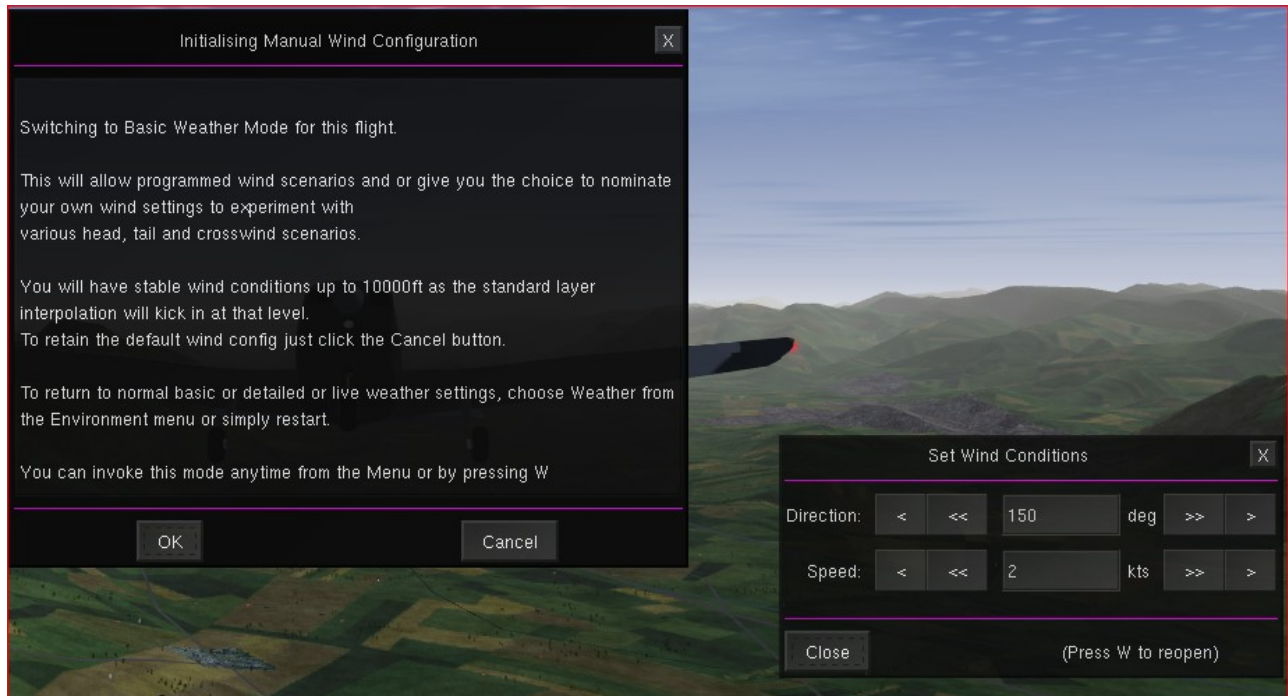 Initialising Manual Wind Configuration
X
Switching to Basic Weather Mode for this flight.
This will allow programmed wind scenarios and or give you the choice to nominate
your own wind settings to experiment with
various head, tail and crosswind scenarios.
You will have stable wind conditions up to 10000ft as the standard layer
interpolation will kick in at that level.
To retain the default wind config just click the Cancel button.
To return to normal basic or detailed or live weather settings, choose Weather from
the Environment menu or simply restart.
You can invoke this mode anytime from the Menu or by pressing W
OK Cancel
Set Wind Conditions X
Direction: < << 150 deg >> >
Speed: < << 2 kts >> >
Close (Press W to reopen)